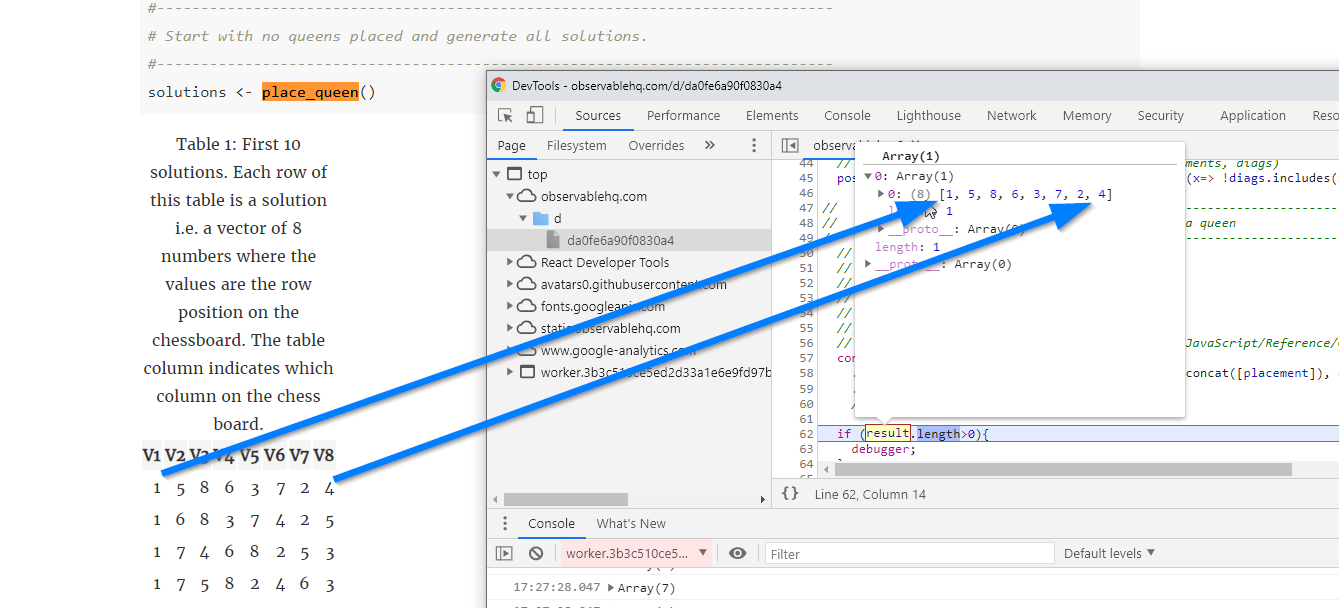 #--------------------------------------------------------------------------------
# Start with no queens placed and generate all solutions.
#--------------------------------------------------------------------------------
solutions <- place_queen()
Table 1: First 10
solutions. Each row of
this table is a solution
i.e. a vector of 8
numbers where the
values are the row
position on the
chessboard. The table
column indicates which
column on the chess
board.
V1 V2 V3 V4 V5 V6 V7 V8
1 5 8 6 3 7 2 4
1 6 8 3 7 4 2 5
1 7 4 6 8 2 5 3
1 7 5 8 2 4 6 3
DevTools - observablehq.com/d/da0fe6a90f0830a4
Sources Performance Elements Console Lighthouse Network Memory Security Application Reso
Page Filesystem Overrides »
top
observablehq.com
d
da0fe6a90f0830a4
React Developer Tools
avatars0.githubusercontent.com
fonts.googleapis.com
static.observablehq.com
www.google-analytics.com
worker.3b3c510ce5ed2d33a1e6e9fd97b
Array(1)
0: Array(1)
0: (8) [1, 5, 8, 6, 3, 7, 2, 4]
1
__proto__: Array(0)
length: 1
__proto__: Array(0)
44 // ments, diags)
45 pos (x=> !diags.includes(
46
47 //
48 // a queen
49
50 //
51 //
52 //
53 //
54 //
55 //
56 // JavaScript/Reference/
57 con
58 concat([placement]),
59
60 /
61
62 if (result.length>0){
63 debugger;
64
{} Line 62, Column 14
Console What's New
worker.3b3c510ce5... Filter Default levels
17:27:28.047 Array(7)